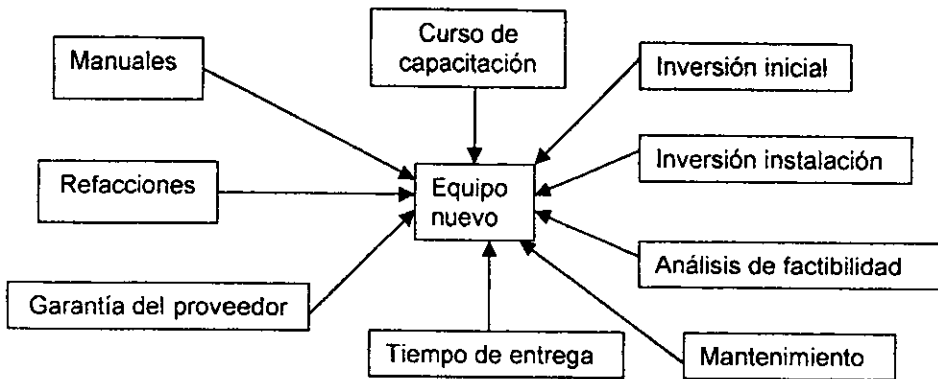 Curso de
capacitación
Manuales
Inversión inicial
Inversión instalación
Refacciones
Equipo
nuevo
Análisis de factibilidad
Garantía del proveedor
Tiempo de entrega
Mantenimiento